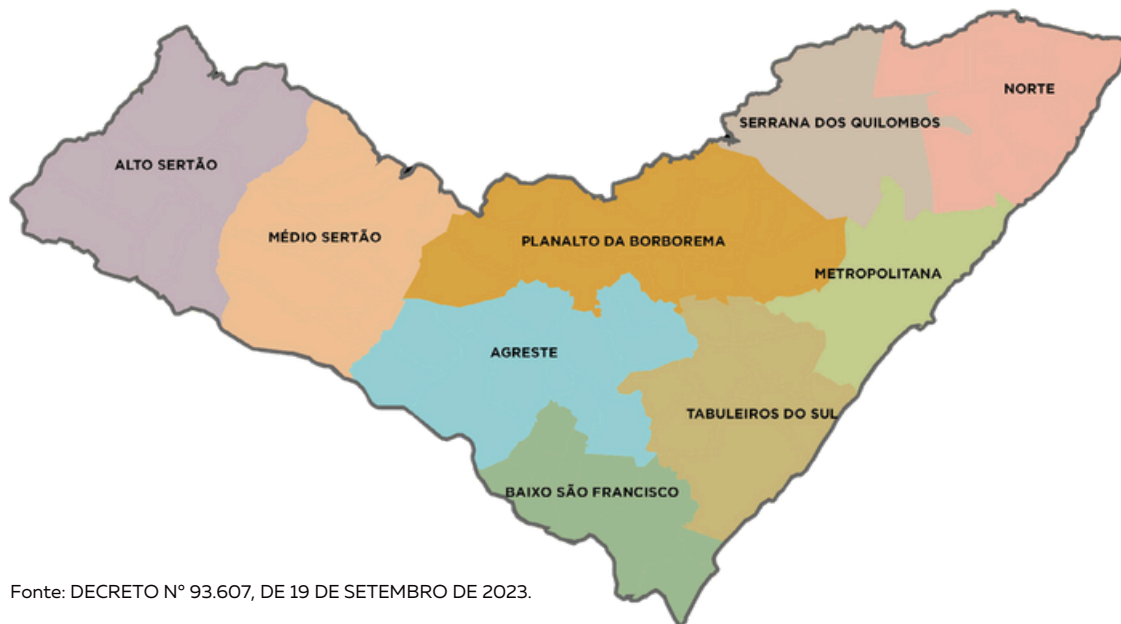 NORTE
SERRANA DOS QUILOMBOS
ALTO SERTÃO
MÉDIO SERTÃO
PLANALTO DA BORBOREMA
METROPOLITANA
AGRESTE
TABULEIROS DO SUL
BAIXO SÃO FRANCISCO
Fonte: DECRETO Nº 93.607, DE 19 DE SETEMBRO DE 2023.